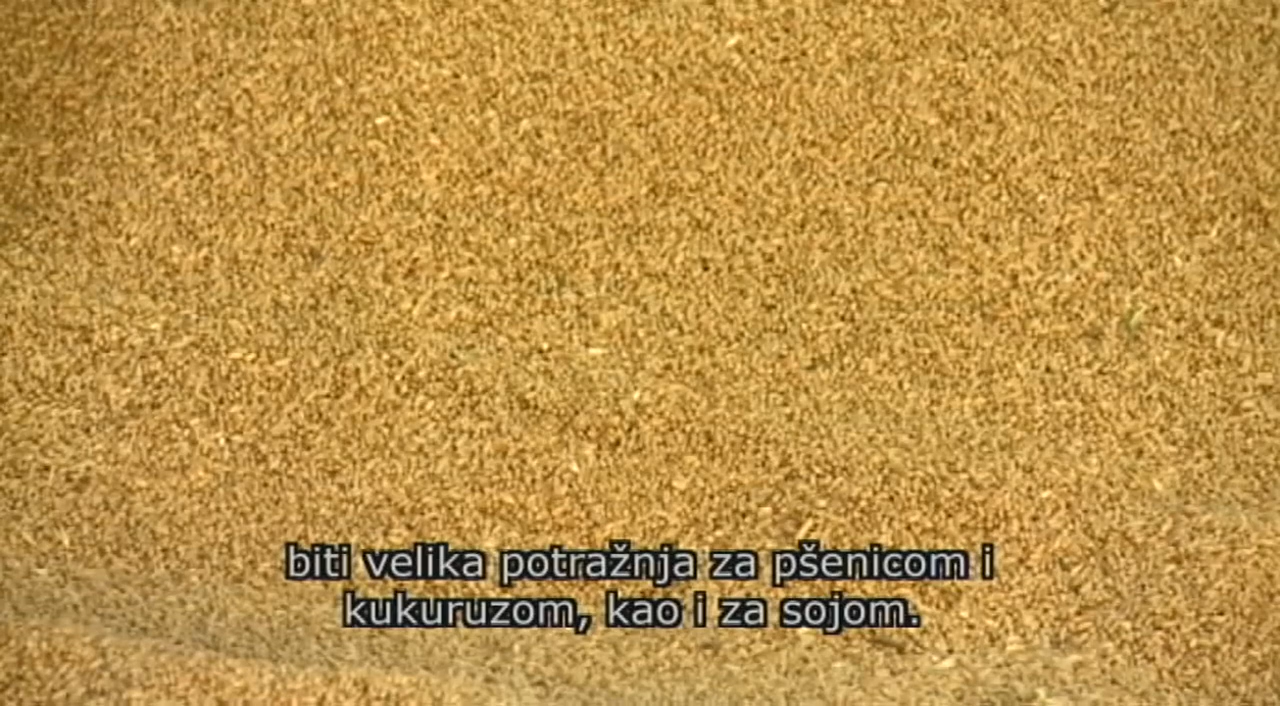 biti velika potražnja za pšenicom i
kukuruzom, kao i za sojom.